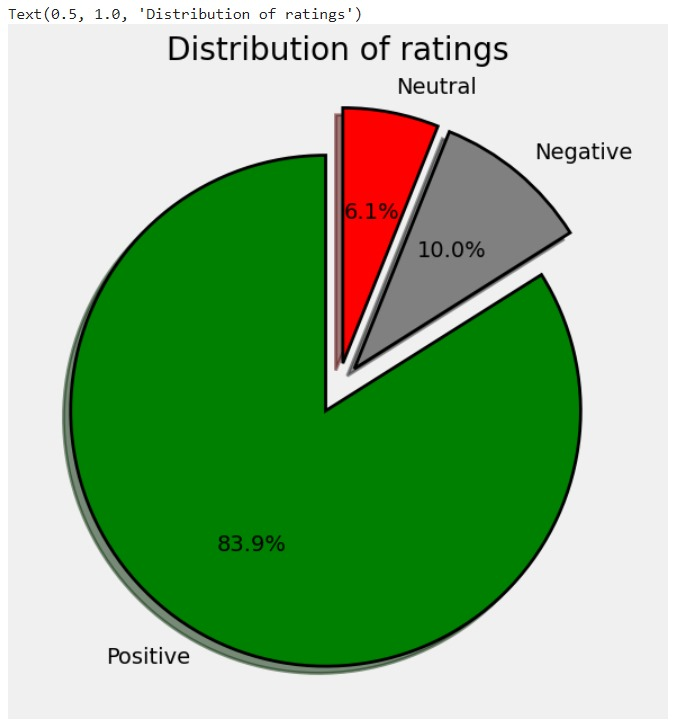 Text(0.5, 1.0, 'Distribution of ratings')
Distribution of ratings
Neutral
Negative
6.1%
10.0%
83.9%
Positive